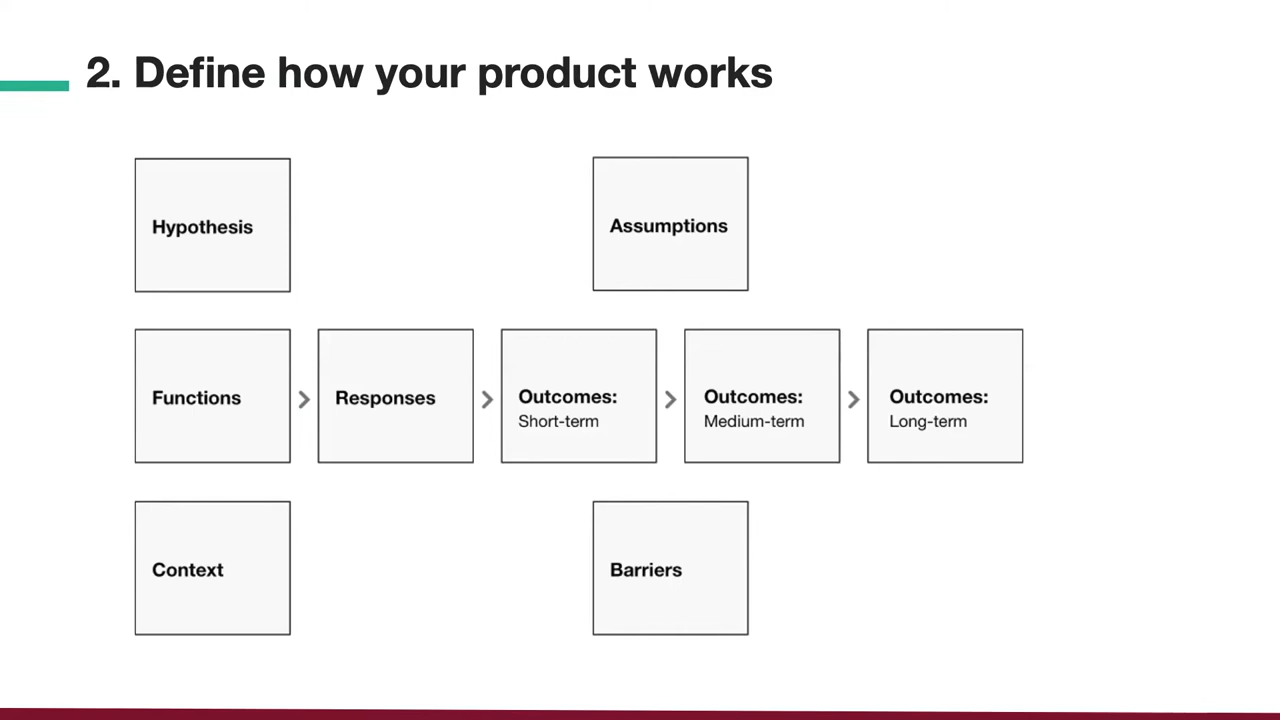 2. Define how your product works
Hypothesis
Assumptions
Functions
Responses
Outcomes:
Short-term
Outcomes:
Medium-term
Outcomes:
Long-term
Context
Barriers